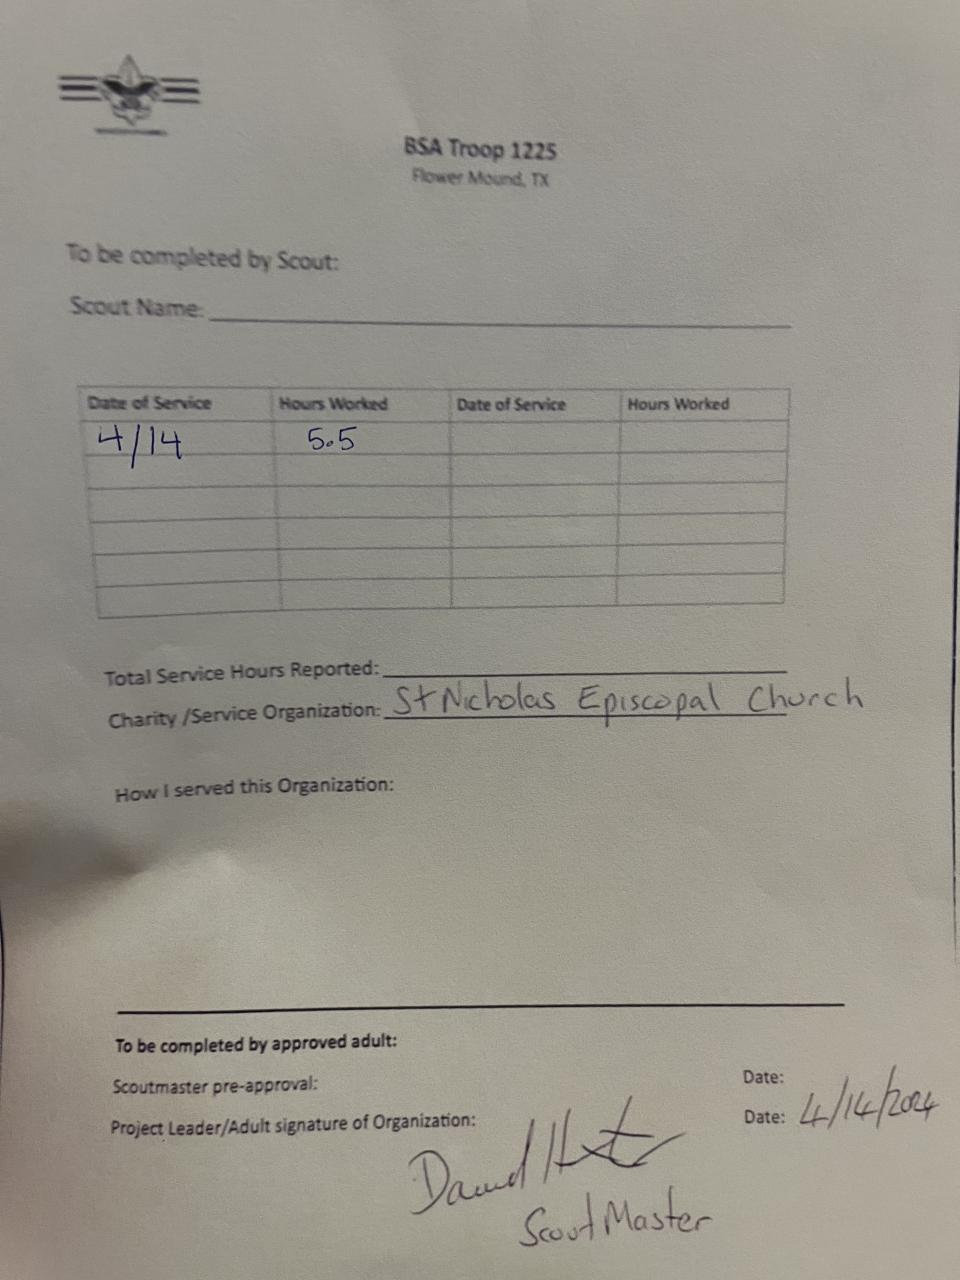 BSA Troop 1225
Flower Mound, TX
To be completed by Scout:
Scout Name:
Date of Service Hours Worked Date of Service Hours Worked
4/14 5.5
Total Service Hours Reported:
Charity /Service Organization: St Nicholas Episcopal Church
How I served this Organization:
To be completed by approved adult:
Scoutmaster pre-approval: Date:
Project Leader/Adult signature of Organization: Date: 4/14/2024
David
Scout Master